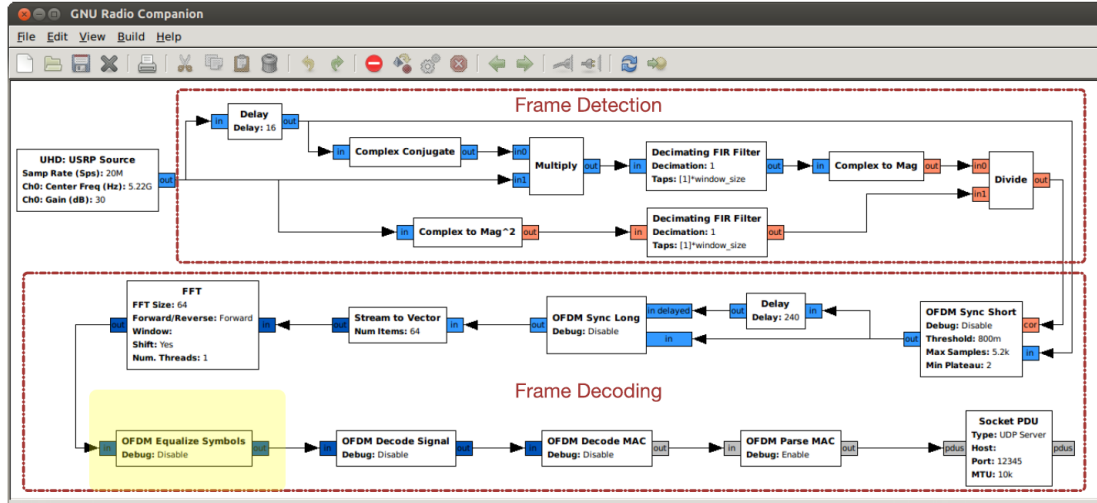 GNU Radio Companion
File Edit View Build Help
Frame Detection
Delay
Delay: 16
in
out
UHD: USRP Source
Samp Rate (Sps): 20M
Ch0: Center Freq (Hz): 5.22G
Ch0: Gain (dB): 30
out
in
Complex Conjugate
out
in0
in1
Multiply
out
in
Decimating FIR Filter
Decimation: 1
Taps: [1]*window_size
out
in
Complex to Mag
out
in0
in1
Divide
out
in
Complex to Mag^2
out
in
Decimating FIR Filter
Decimation: 1
Taps: [1]*window_size
out
FFT
FFT Size: 64
Forward/Reverse: Forward
Window:
Shift: Yes
Num. Threads: 1
out
in
Stream to Vector
Num Items: 64
out
in
OFDM Sync Long
Debug: Disable
out
in delayed
in
Delay
Delay: 240
out
in
OFDM Sync Short
Debug: Disable
Threshold: 800m
Max Samples: 5.2k
Min Plateau: 2
out
cor
in
Frame Decoding
in
OFDM Equalize Symbols
Debug: Disable
out
in
OFDM Decode Signal
Debug: Disable
out
in
OFDM Decode MAC
Debug: Disable
out
in
OFDM Parse MAC
Debug: Enable
out
pdus
Socket PDU
Type: UDP Server
Host:
Port: 12345
MTU: 10k
pdus